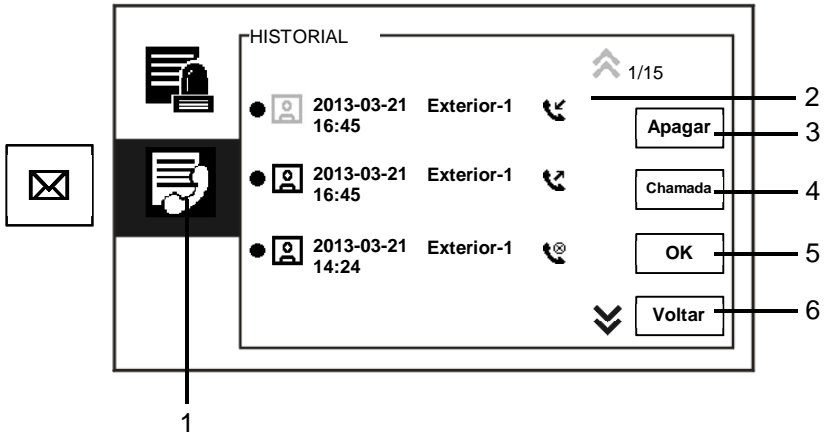 HISTORIAL
1/15
2
2013-03-21 Exterior-1
16:45
Apagar
3
2013-03-21 Exterior-1
16:45
Chamada
4
2013-03-21 Exterior-1
14:24
OK
5
Voltar
6
1